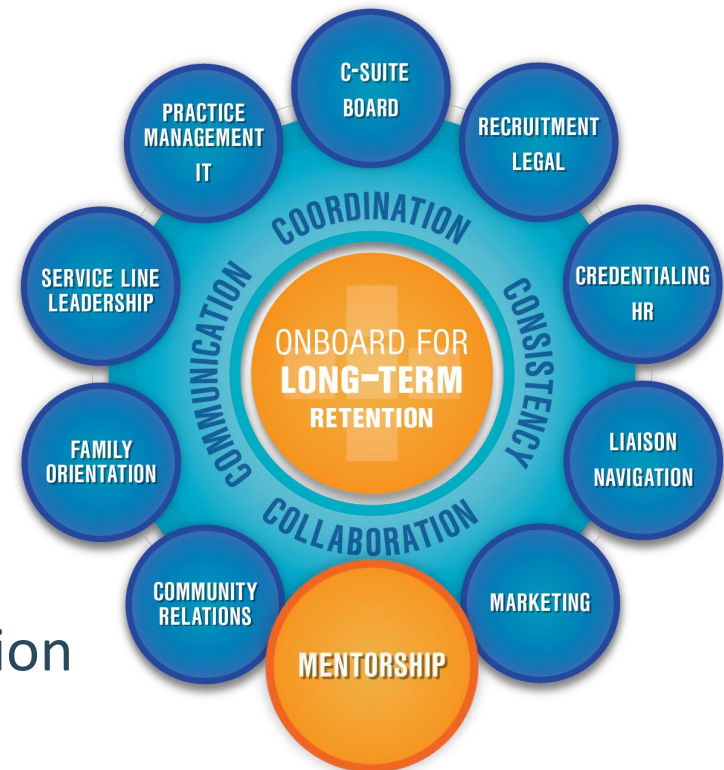 C-SUITE
BOARD
RECRUITMENT
LEGAL
CREDENTIALING
HR
LIAISON
NAVIGATION
MARKETING
MENTORSHIP
COMMUNITY
RELATIONS
FAMILY
ORIENTATION
SERVICE LINE
LEADERSHIP
PRACTICE
MANAGEMENT
IT
COORDINATION
CONSISTENCY
COLLABORATION
COMMUNICATION
ONBOARD FOR
LONG-TERM
RETENTION
ion